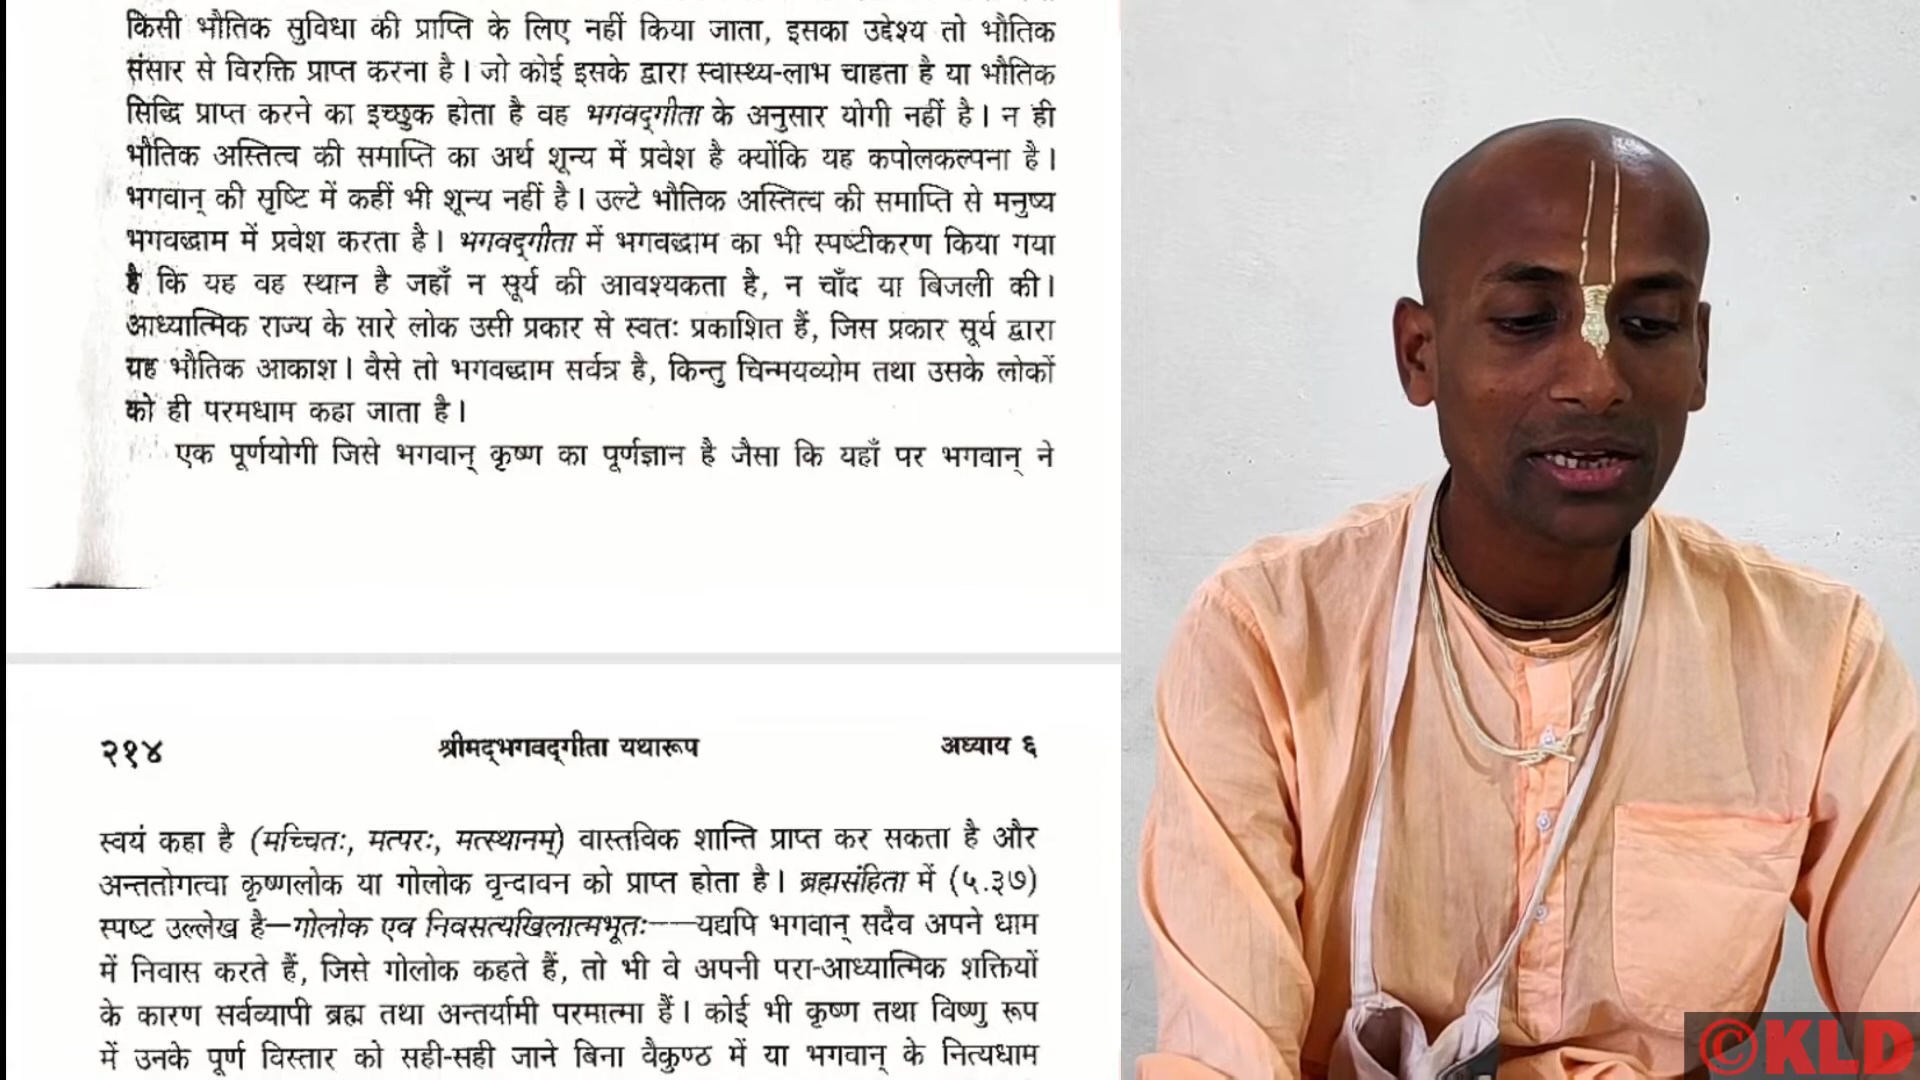 किसी भौतिक सुविधा की प्राप्ति के लिए नहीं किया जाता, इसका उद्देश्य तो भौतिक
संसार से विरक्ति प्राप्त करना है। जो कोई इसके द्वारा स्वास्थ्य-लाभ चाहता है या भौतिक
सिद्धि प्राप्त करने का इच्छुक होता है वह भगवद्‌गीता के अनुसार योगी नहीं है। न ही
भौतिक अस्तित्व की समाप्ति का अर्थ शून्य में प्रवेश है क्योंकि यह कपोलकल्पना है।
भगवान् की सृष्टि में कहीं भी शून्य नहीं है। उल्टे भौतिक अस्तित्व की समाप्ति से मनुष्य
भगवद्धाम में प्रवेश करता है। भगवद्‌गीता में भगवद्धाम का भी स्पष्टीकरण किया गया
है कि यह वह स्थान है जहाँ न सूर्य की आवश्यकता है, न चाँद या बिजली की।
आध्यात्मिक राज्य के सारे लोक उसी प्रकार से स्वतः प्रकाशित हैं, जिस प्रकार सूर्य द्वारा
यह भौतिक आकाश। वैसे तो भगवद्धाम सर्वत्र है, किन्तु चिन्मयव्योम तथा उसके लोकों
को ही परमधाम कहा जाता है।
एक पूर्णयोगी जिसे भगवान् कृष्ण का पूर्णज्ञान है जैसा कि यहाँ पर भगवान् ने
२१४ श्रीमद्‌भगवद्‌गीता यथारूप अध्याय ६
स्वयं कहा है (मच्चितः, मत्परः, मत्स्थानम्) वास्तविक शान्ति प्राप्त कर सकता है और
अन्ततोगत्वा कृष्णलोक या गोलोक वृन्दावन को प्राप्त होता है। ब्रह्मसंहिता में (५.३७)
स्पष्ट उल्लेख है—गोलोक एव निवसत्यखिलात्मभूतः—यद्यपि भगवान् सदैव अपने धाम
में निवास करते हैं, जिसे गोलोक कहते हैं, तो भी वे अपनी परा-आध्यात्मिक शक्तियों
के कारण सर्वव्यापी ब्रह्म तथा अन्तर्यामी परमात्मा हैं। कोई भी कृष्ण तथा विष्णु रूप
में उनके पूर्ण विस्तार को सही-सही जाने बिना वैकुण्ठ में या भगवान् के नित्यधाम
©KLD